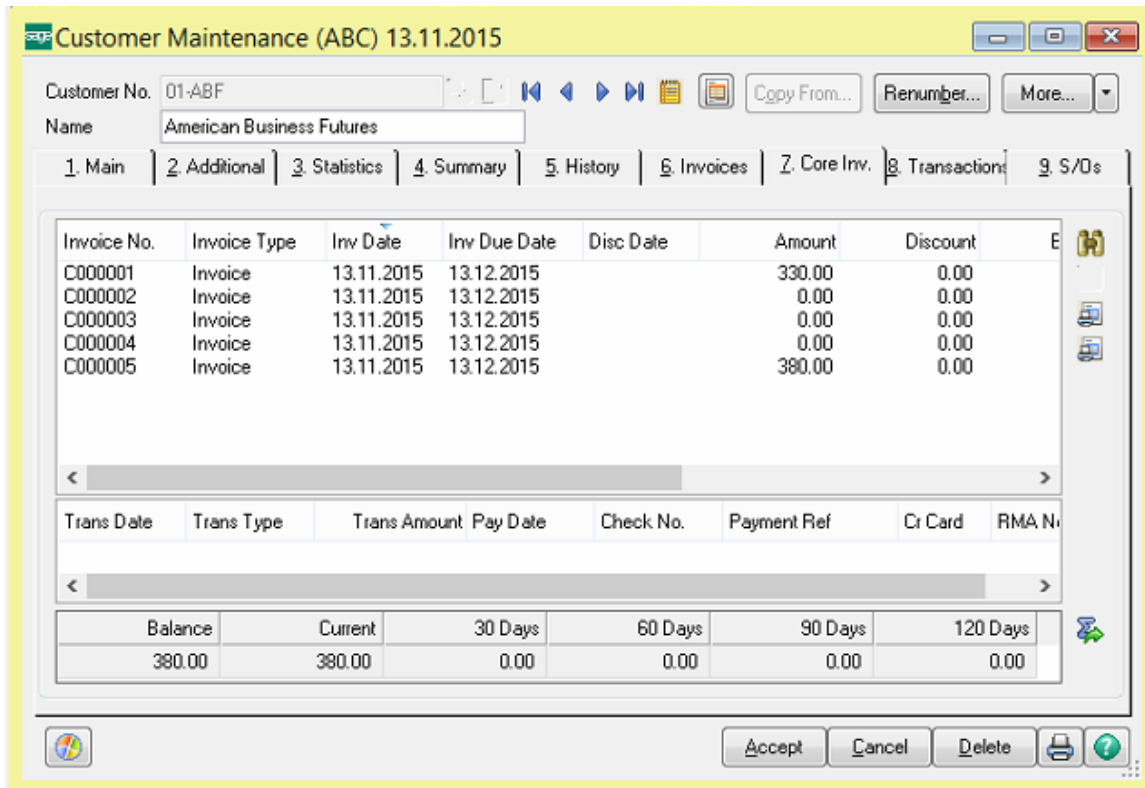 sage Customer Maintenance (ABC) 13.11.2015
Customer No. 01-ABF Copy From... Renumber... More...
Name American Business Futures
1. Main 2. Additional 3. Statistics 4. Summary 5. History 6. Invoices 7. Core Inv. 8. Transactions 9. S/Os
Invoice No. Invoice Type Inv Date Inv Due Date Disc Date Amount Discount
C000001 Invoice 13.11.2015 13.12.2015 330.00 0.00
C000002 Invoice 13.11.2015 13.12.2015 0.00 0.00
C000003 Invoice 13.11.2015 13.12.2015 0.00 0.00
C000004 Invoice 13.11.2015 13.12.2015 0.00 0.00
C000005 Invoice 13.11.2015 13.12.2015 380.00 0.00
Trans Date Trans Type Trans Amount Pay Date Check No. Payment Ref Cr Card RMA
Balance Current 30 Days 60 Days 90 Days 120 Days
380.00 380.00 0.00 0.00 0.00 0.00
Accept Cancel Delete